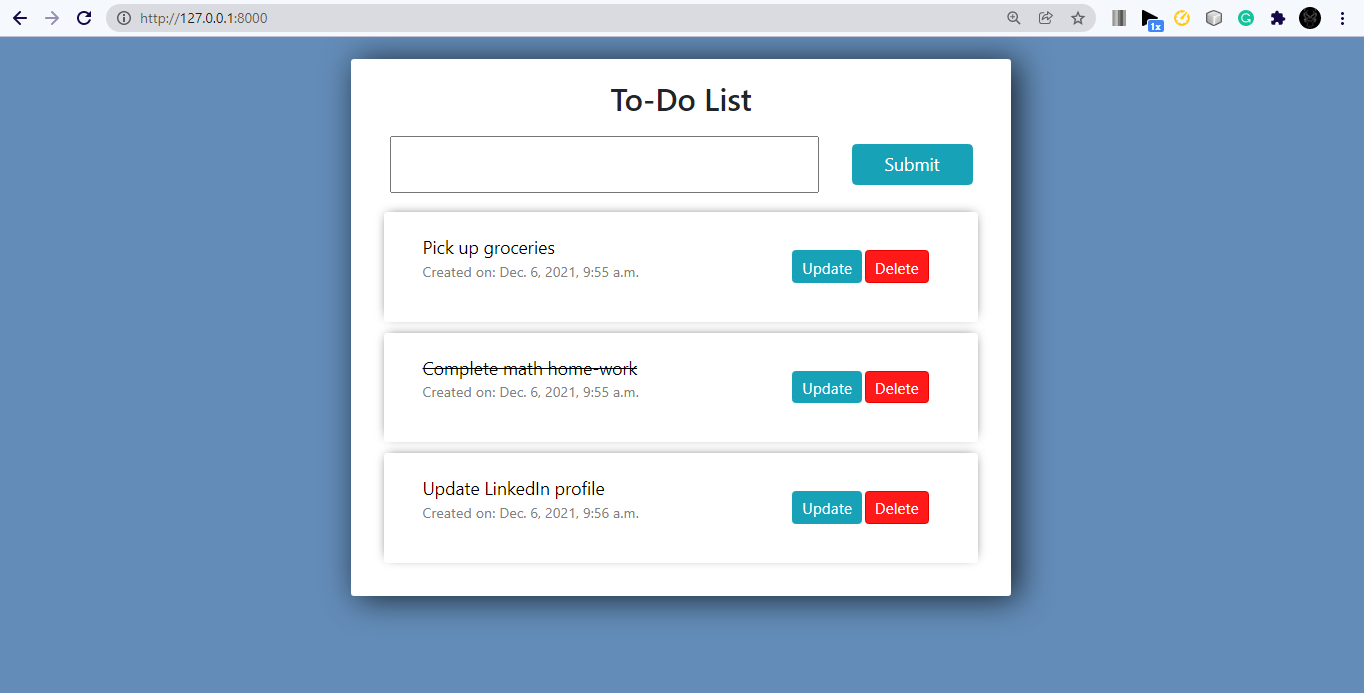 http://127.0.0.1:8000
1x
To-Do List
Submit
Pick up groceries
Created on: Dec. 6, 2021, 9:55 a.m.
Update Delete
Complete math home-work
Created on: Dec. 6, 2021, 9:55 a.m.
Update Delete
Update LinkedIn profile
Created on: Dec. 6, 2021, 9:56 a.m.
Update Delete